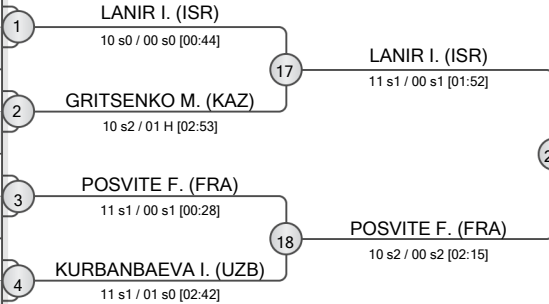 LANIR I. (ISR)
1
10 s0 / 00 s0 [00:44]
17
LANIR I. (ISR)
11 s1 / 00 s1 [01:52]
GRITSENKO M. (KAZ)
2
10 s2 / 01 H [02:53]
POSVITE F. (FRA)
3
11 s1 / 00 s1 [00:28]
18
POSVITE F. (FRA)
10 s2 / 00 s2 [02:15]
KURBANBAEVA I. (UZB)
4
11 s1 / 01 s0 [02:42]